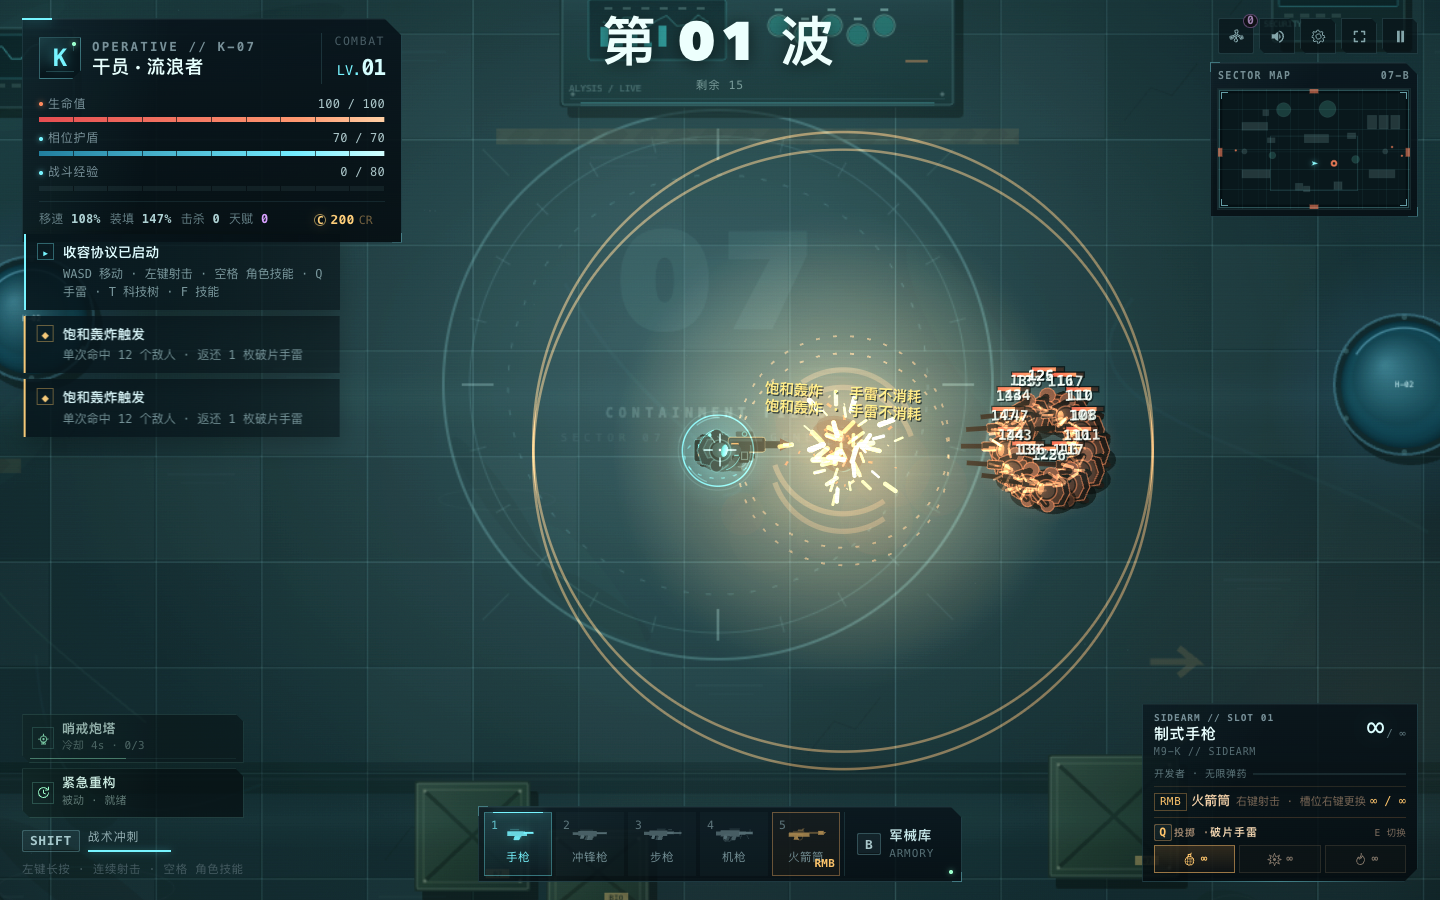 第 01 波
剩余 15
ALYSIS / LIVE
K
OPERATIVE // K-07
干员·流浪者
COMBAT
LV.01
生命值 100 / 100
相位护盾 70 / 70
战斗经验 0 / 80
移速 108% 装填 147% 击杀 0 天赋 0 C 200 CR
收容协议已启动
WASD 移动 · 左键射击 · 空格 角色技能 · Q
手雷 · T 科技树 · F 技能
饱和轰炸触发
单次命中 12 个敌人 · 返还 1 枚破片手雷
饱和轰炸触发
单次命中 12 个敌人 · 返还 1 枚破片手雷
0
SECTOR MAP 07-B
07
CONTAINMENT
SECTOR 07
饱和轰炸 · 手雷不消耗
饱和轰炸 · 手雷不消耗
H-02
哨戒炮塔
冷却 4s · 0/3
紧急重构
被动 · 就绪
SHIFT 战术冲刺
左键长按 · 连续射击 · 空格 角色技能
1 手枪
2 冲锋枪
3 步枪
4 机枪
5 火箭筒 RMB
B 军械库
ARMORY
SIDEARM // SLOT 01
制式手枪
M9-K // SIDEARM
∞ / ∞
开发者 · 无限弹药
RMB 火箭筒 右键射击 · 槽位右键更换 ∞ / ∞
Q 投掷 · 破片手雷 E 切换
∞ ∞ ∞